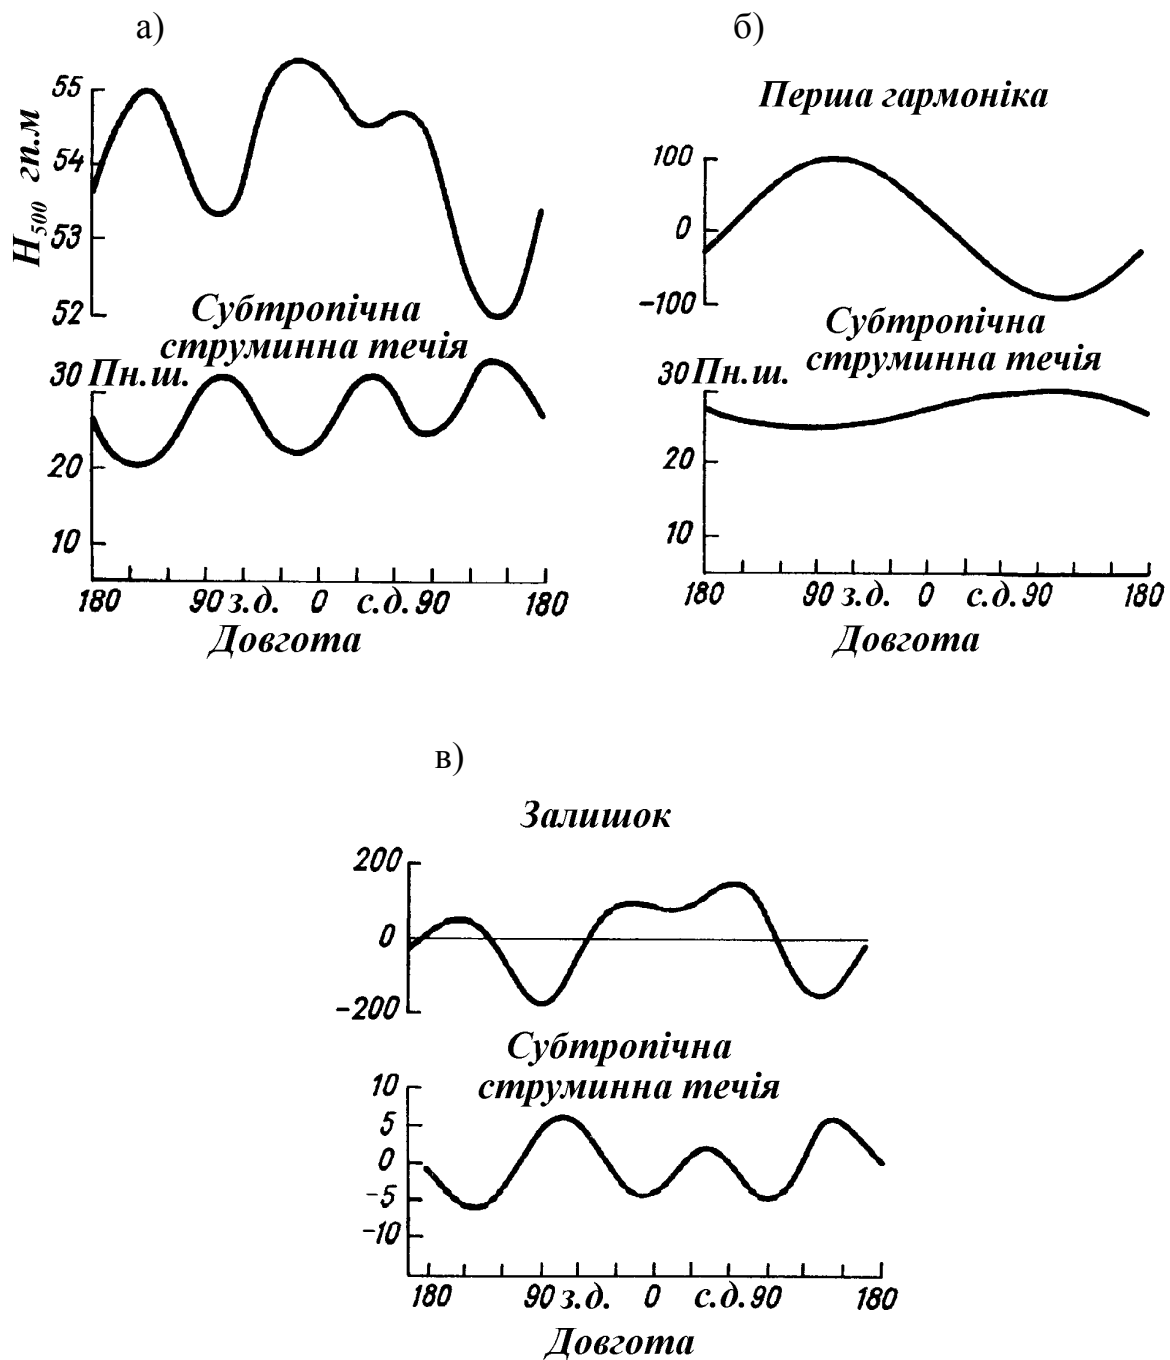 а)
55
54
53
52
H₅₀₀ гп.м
Субтропічна
струминна течія
30 Пн.ш.
20
10
180 90 з.д. 0 с.д. 90 180
Довгота
б)
Перша гармоніка
100
0
-100
Субтропічна
струминна течія
30 Пн.ш.
20
10
180 90 з.д. 0 с.д. 90 180
Довгота
в)
Залишок
200
0
-200
Субтропічна
струминна течія
10
5
0
-5
-10
180 90 з.д. 0 с.д. 90 180
Довгота